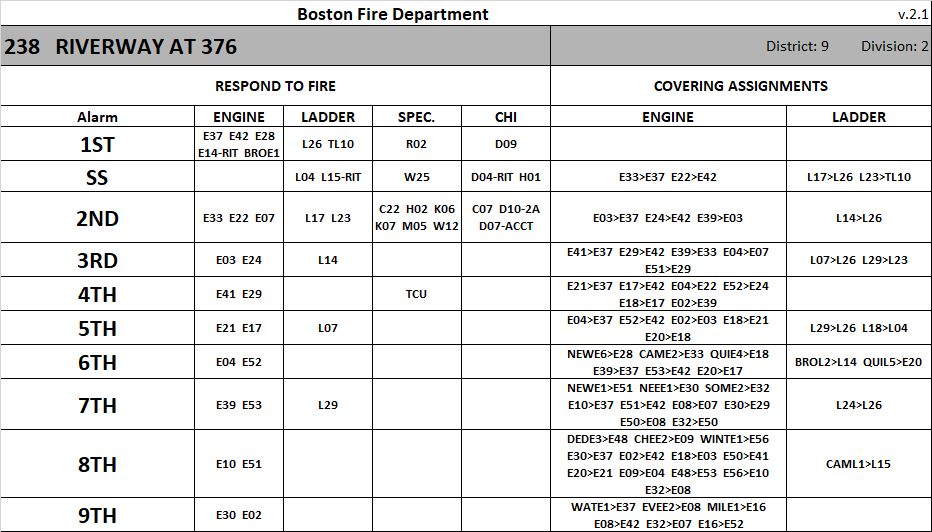 Boston Fire Department v.2.1
238 RIVERWAY AT 376 District: 9 Division: 2
RESPOND TO FIRE COVERING ASSIGNMENTS
Alarm ENGINE LADDER SPEC. CHI ENGINE LADDER
1ST E37 E42 E28 E14-RIT BROE1 L26 TL10 R02 D09
SS L04 L15-RIT W25 D04-RIT H01 E33>E37 E22>E42 L17>L26 L23>TL10
2ND E33 E22 E07 L17 L23 C22 H02 K06 K07 M05 W12 C07 D10-2A D07-ACCT E03>E37 E24>E42 E39>E03 L14>L26
3RD E03 E24 L14 E41>E37 E29>E42 E39>E33 E04>E07 E51>E29 L07>L26 L29>L23
4TH E41 E29 TCU E21>E37 E17>E42 E04>E22 E52>E24 E18>E17 E02>E39
5TH E21 E17 L07 E04>E37 E52>E42 E02>E03 E18>E21 E20>E18 L29>L26 L18>L04
6TH E04 E52 NEWE6>E28 CAME2>E33 QUIE4>E18 E39>E37 E53>E42 E20>E17 BROL2>L14 QUIL5>E20
7TH E39 E53 L29 NEWE1>E51 NEEE1>E30 SOME2>E32 E10>E37 E51>E42 E08>E07 E30>E29 E50>E08 E32>E50 L24>L26
8TH E10 E51 DEDE3>E48 CHEE2>E09 WINTE1>E56 E30>E37 E02>E42 E18>E03 E50>E41 E20>E21 E09>E04 E48>E53 E56>E10 E32>E08 CAML1>L15
9TH E30 E02 WATE1>E37 EVEE2>E08 MILE1>E16 E08>E42 E32>E07 E16>E52